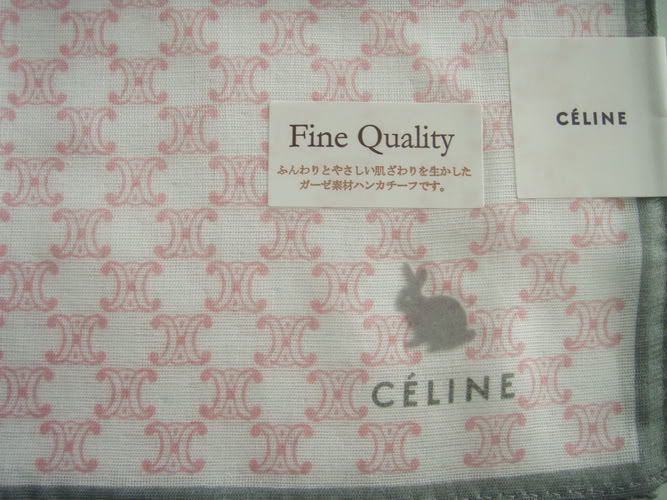 Fine Quality
ふんわりとやさしい肌ざわりを生かした
ガーゼ素材ハンカチーフです。
CÉLINE
CÉLINE